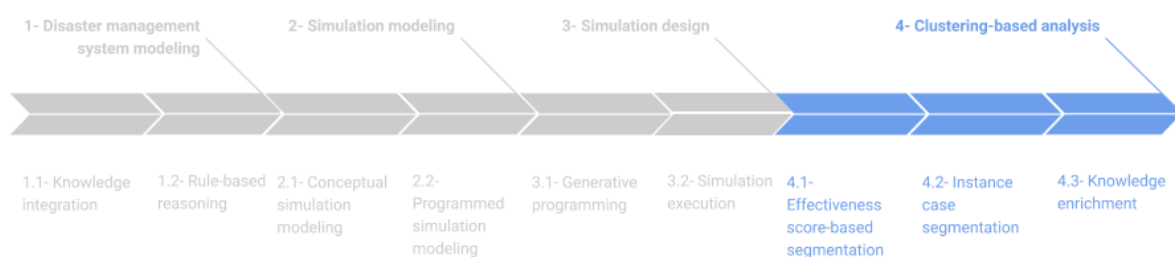 1- Disaster management
system modeling
2- Simulation modeling
3- Simulation design
4- Clustering-based analysis
1.1- Knowledge
integration
1.2- Rule-based
reasoning
2.1- Conceptual
simulation
modeling
2.2-
Programmed
simulation
modeling
3.1- Generative
programming
3.2- Simulation
execution
4.1-
Effectiveness
score-based
segmentation
4.2- Instance
case
segmentation
4.3- Knowledge
enrichment